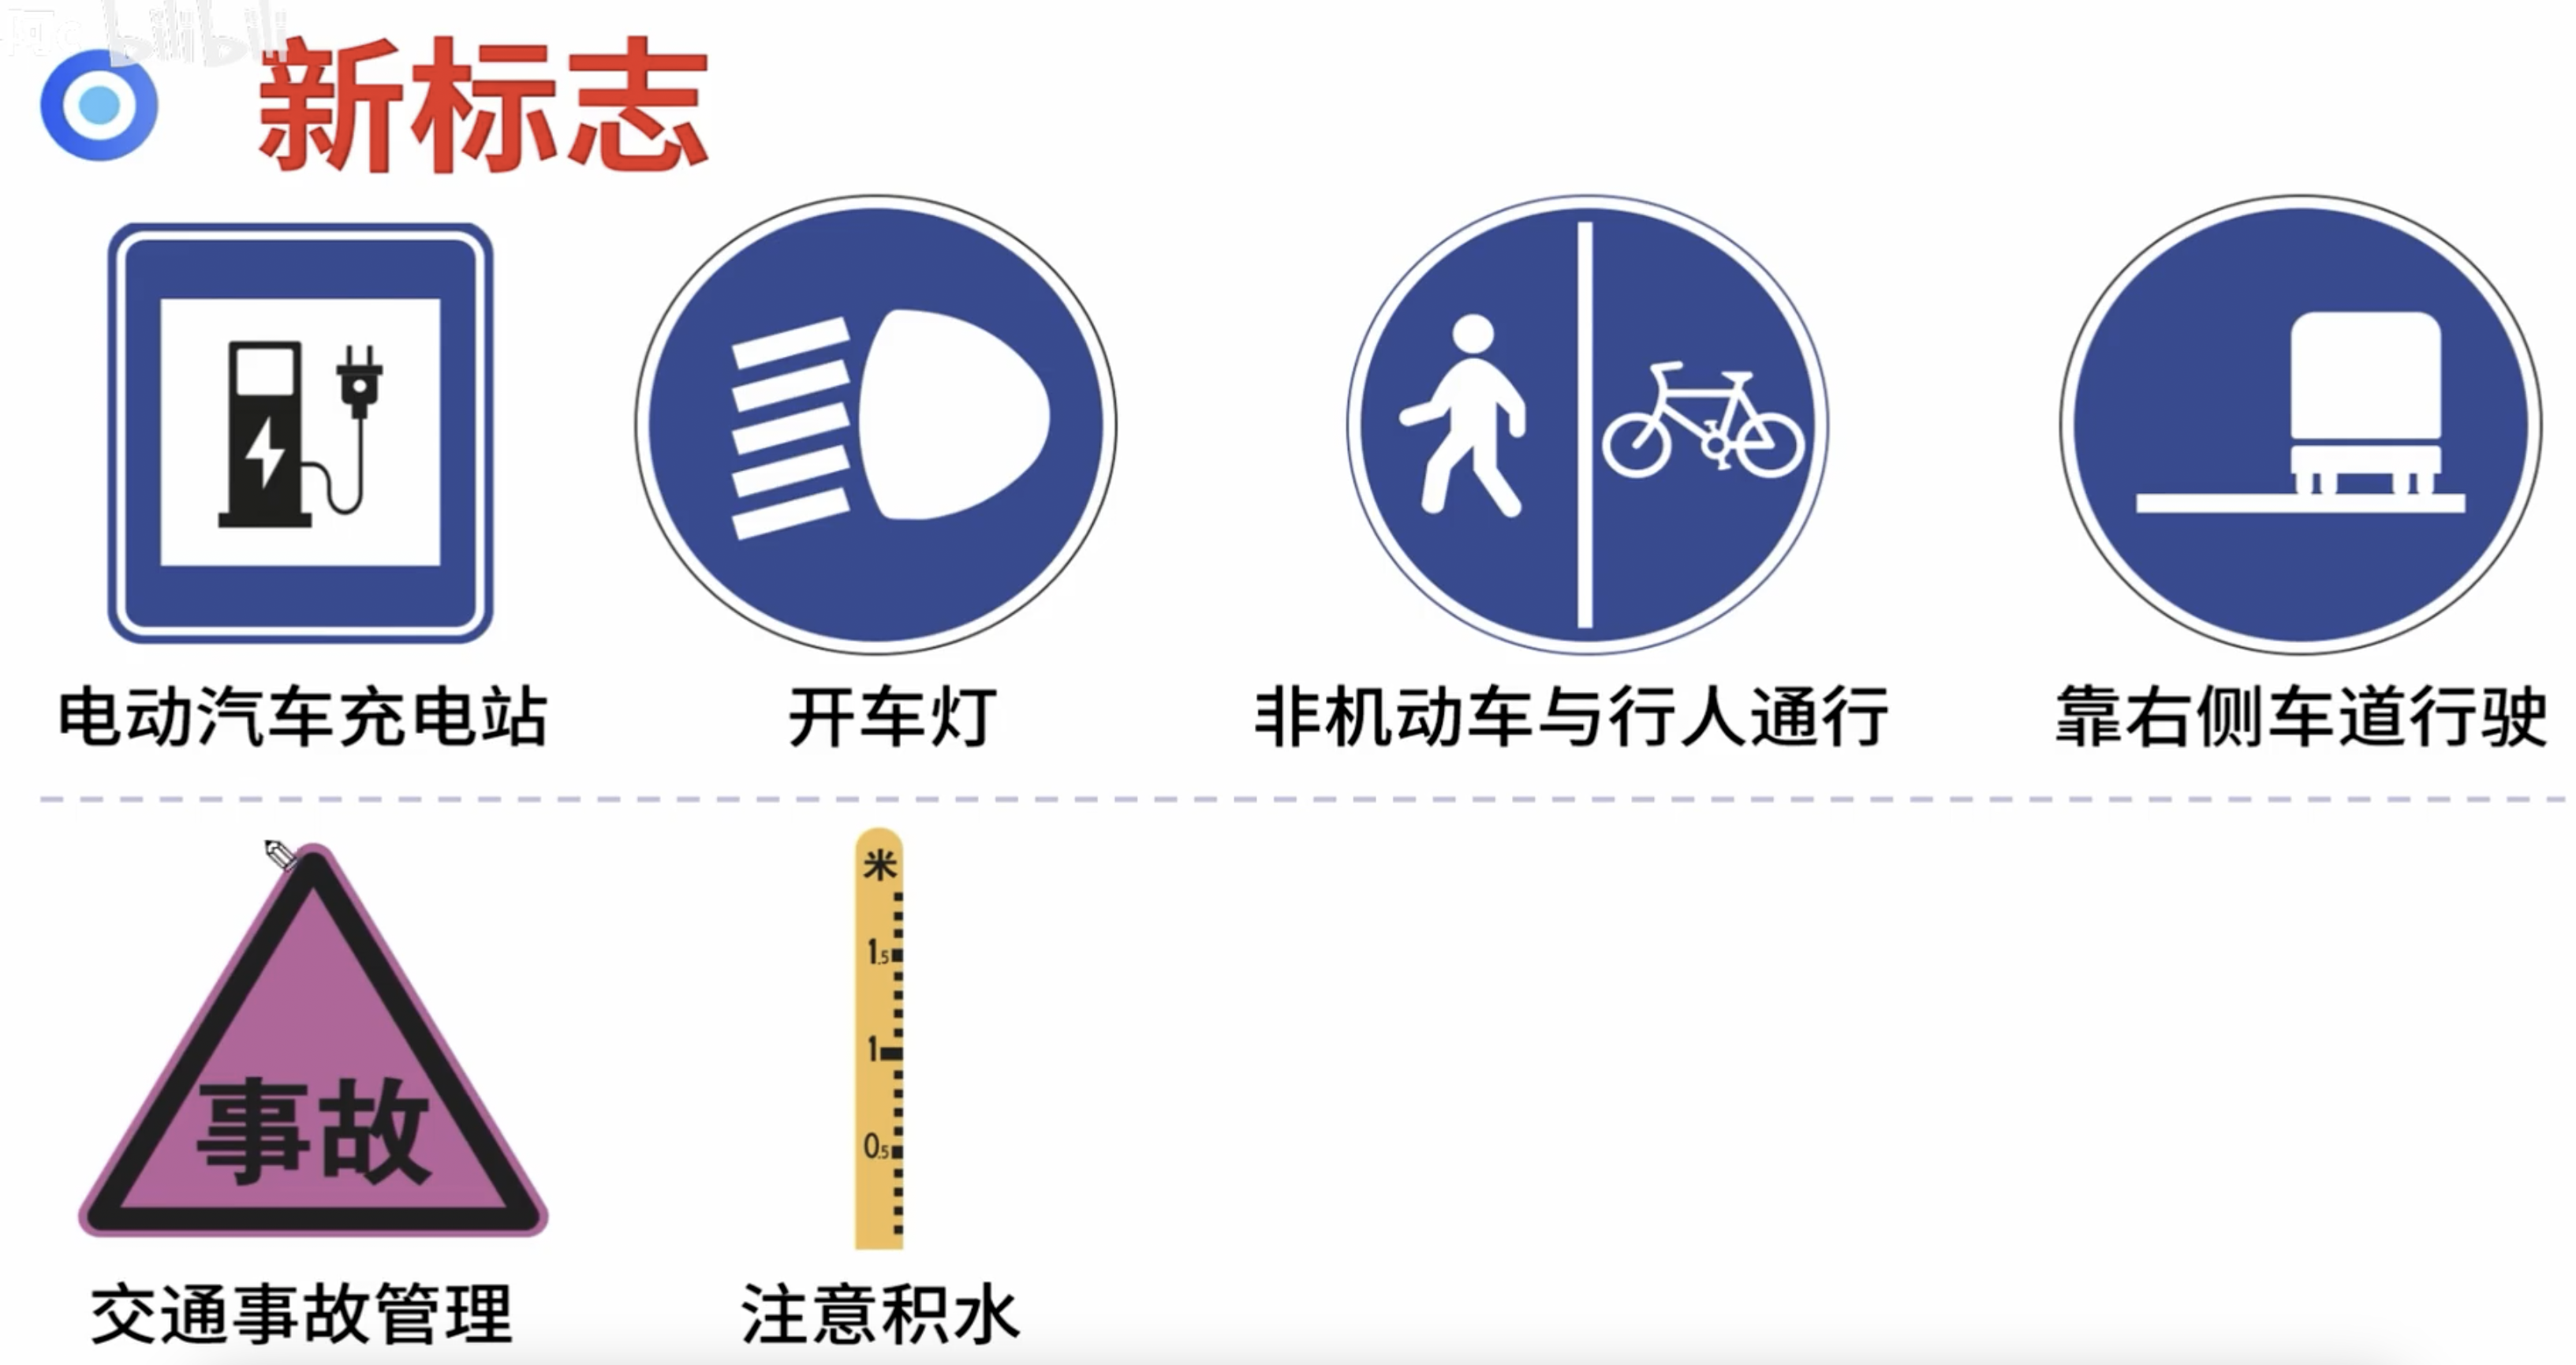 bilibili
新标志
电动汽车充电站
开车灯
非机动车与行人通行
靠右侧车道行驶
事故
米
1.5
1
0.5
交通事故管理
注意积水